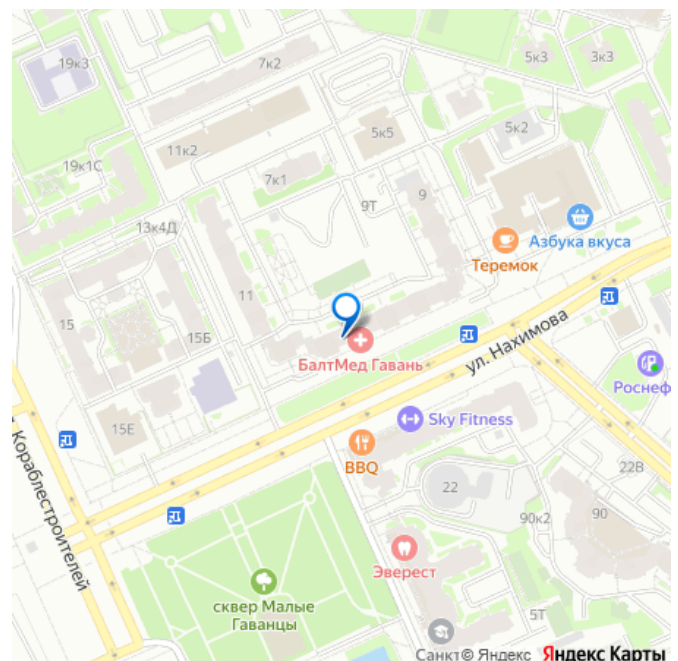 19к3
7к2
5к3
3к3
11к2
5к5
5к2
19к1С
7к1
9
9Т
13к4Д
Азбука вкуса
Теремок
11
15
15Б
БалтМед Гавань
ул. Нахимова
Роснеф
15Е
Sky Fitness
BBQ
Кораблестроителей
22
22В
90к2
90
Эверест
сквер Малые
Гаванцы
5Т
Санкт© Яндекс Яндекс Карты